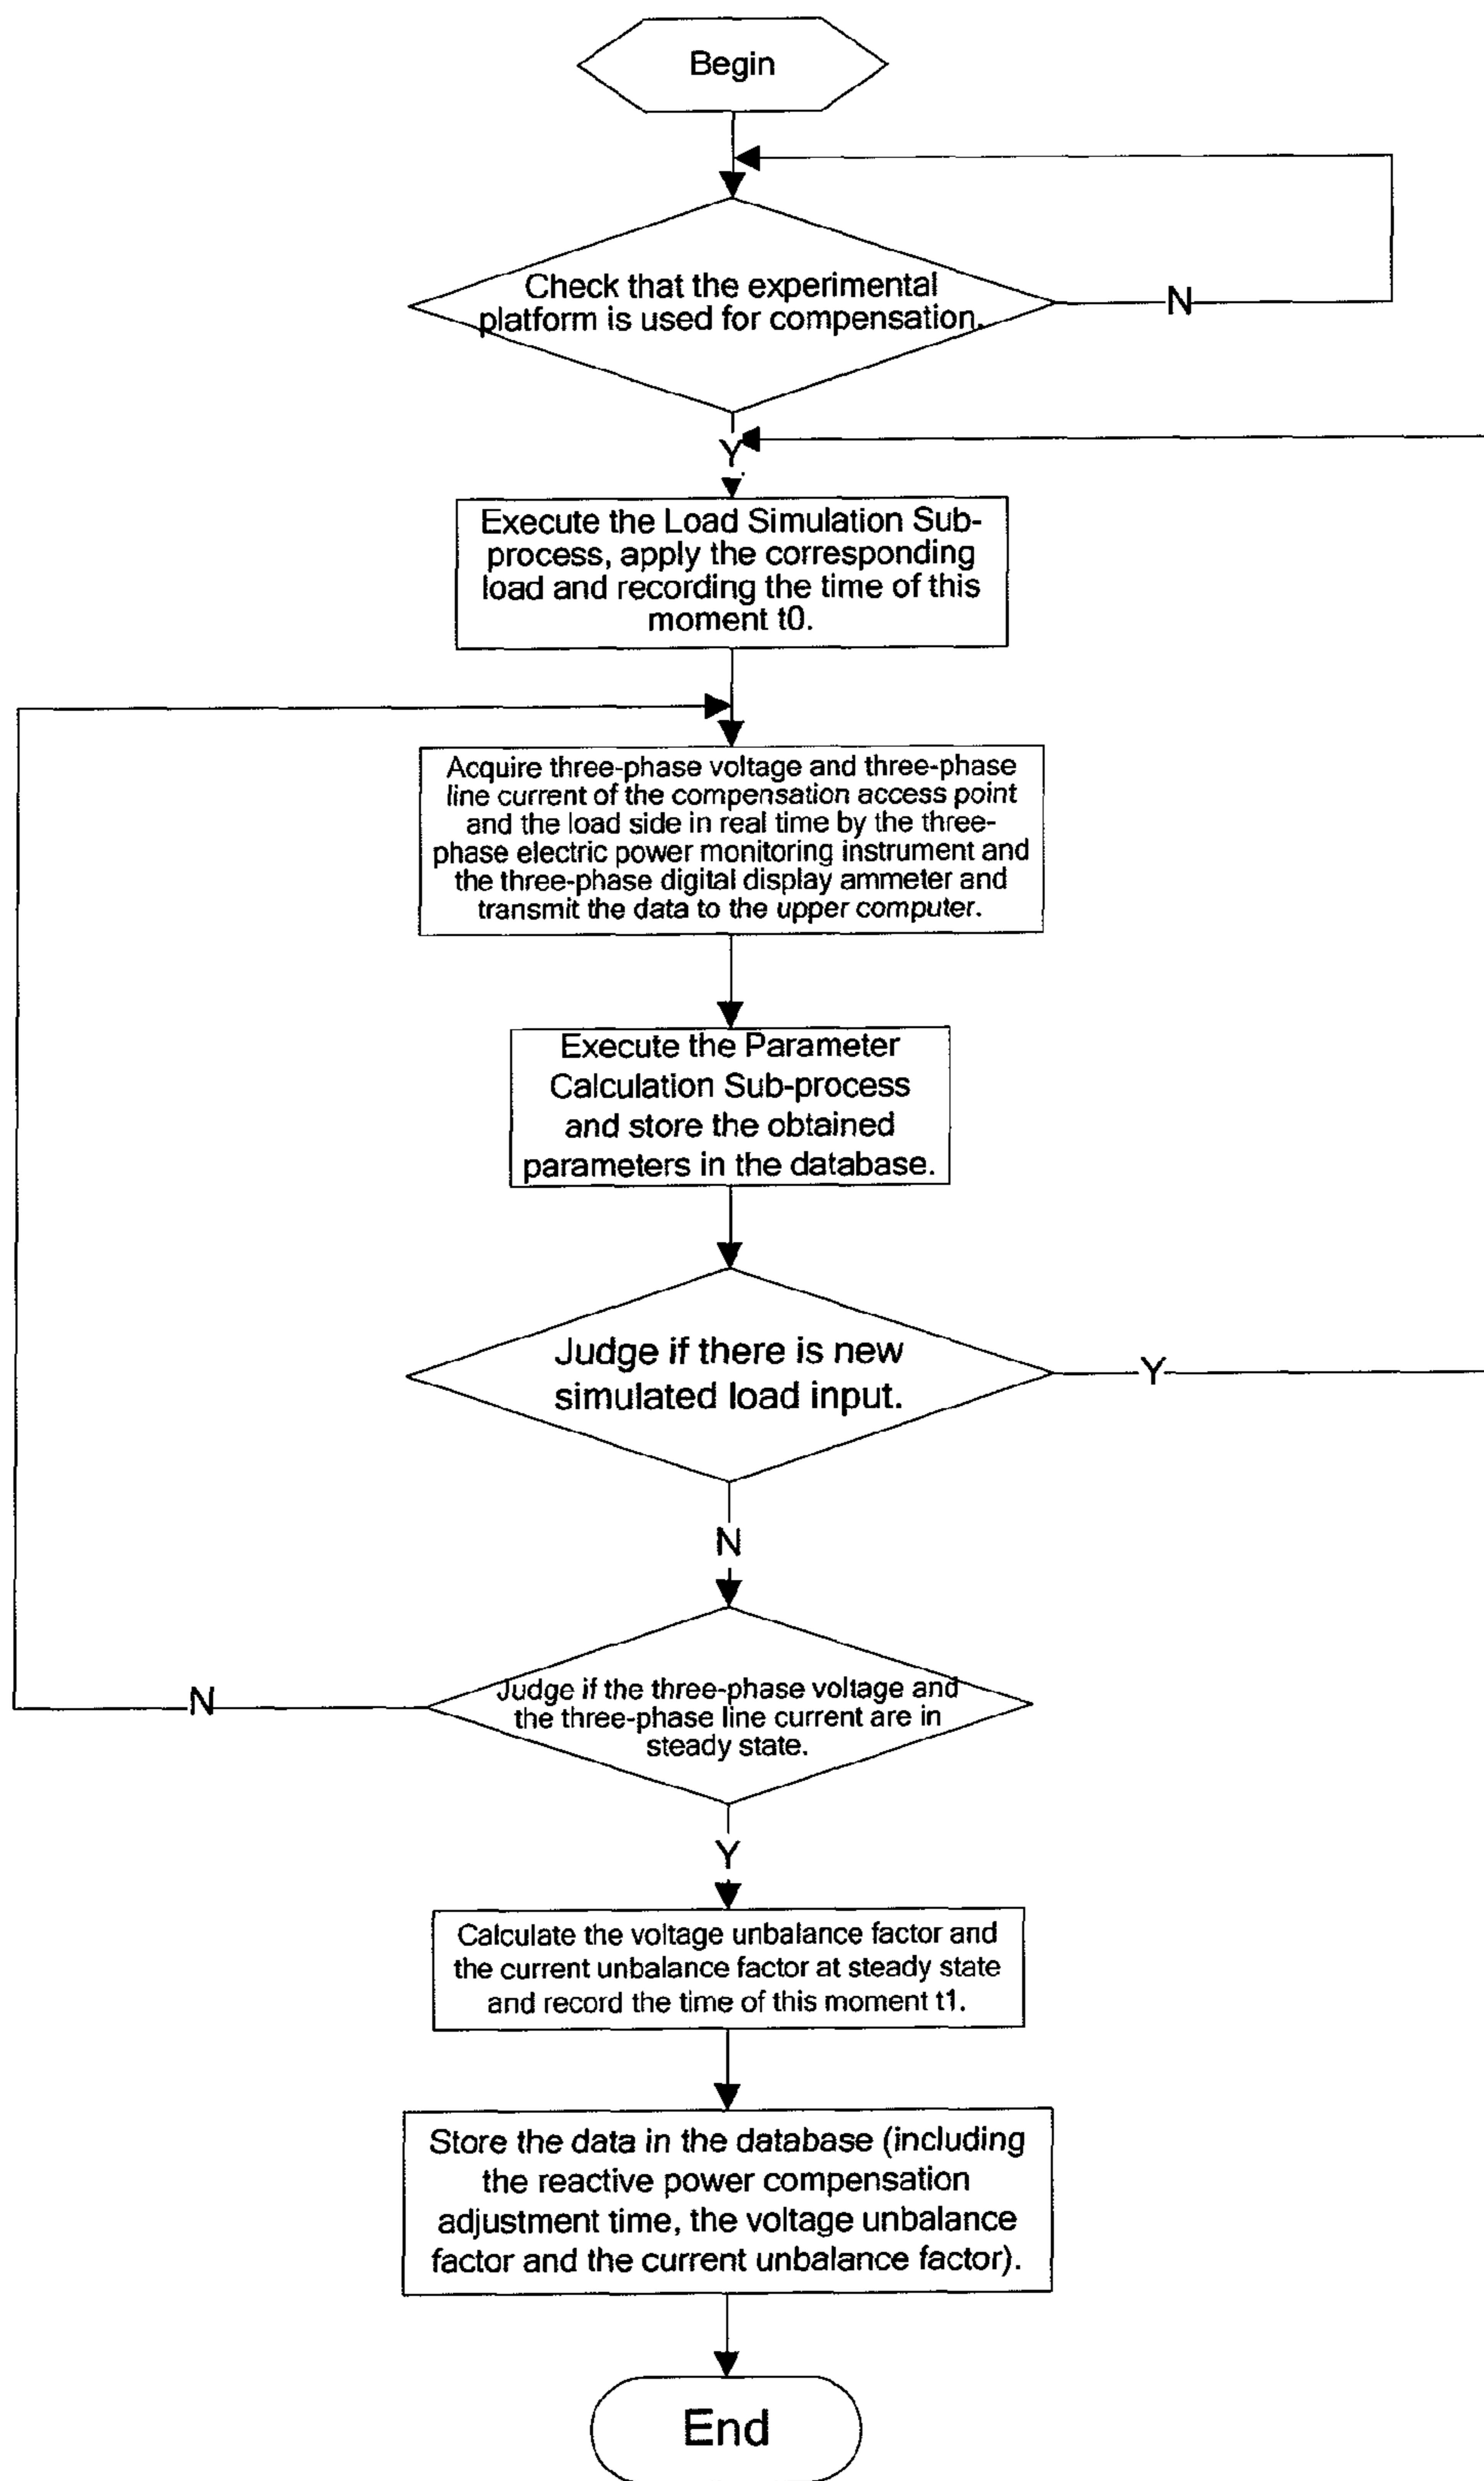 Begin
Check that the experimental
platform is used for compensation.
N
Y
Execute the Load Simulation Sub-
process, apply the corresponding
load and recording the time of this
moment t0.
Acquire three-phase voltage and three-phase
line current of the compensation access point
and the load side in real time by the three-
phase electric power monitoring instrument and
the three-phase digital display ammeter and
transmit the data to the upper computer.
Execute the Parameter
Calculation Sub-process
and store the obtained
parameters in the database.
Judge if there is new
simulated load input.
Y
N
Judge if the three-phase voltage and
the three-phase line current are in
steady state.
N
Y
Calculate the voltage unbalance factor and
the current unbalance factor at steady state
and record the time of this moment t1.
Store the data in the database (including
the reactive power compensation
adjustment time, the voltage unbalance
factor and the current unbalance factor).
End